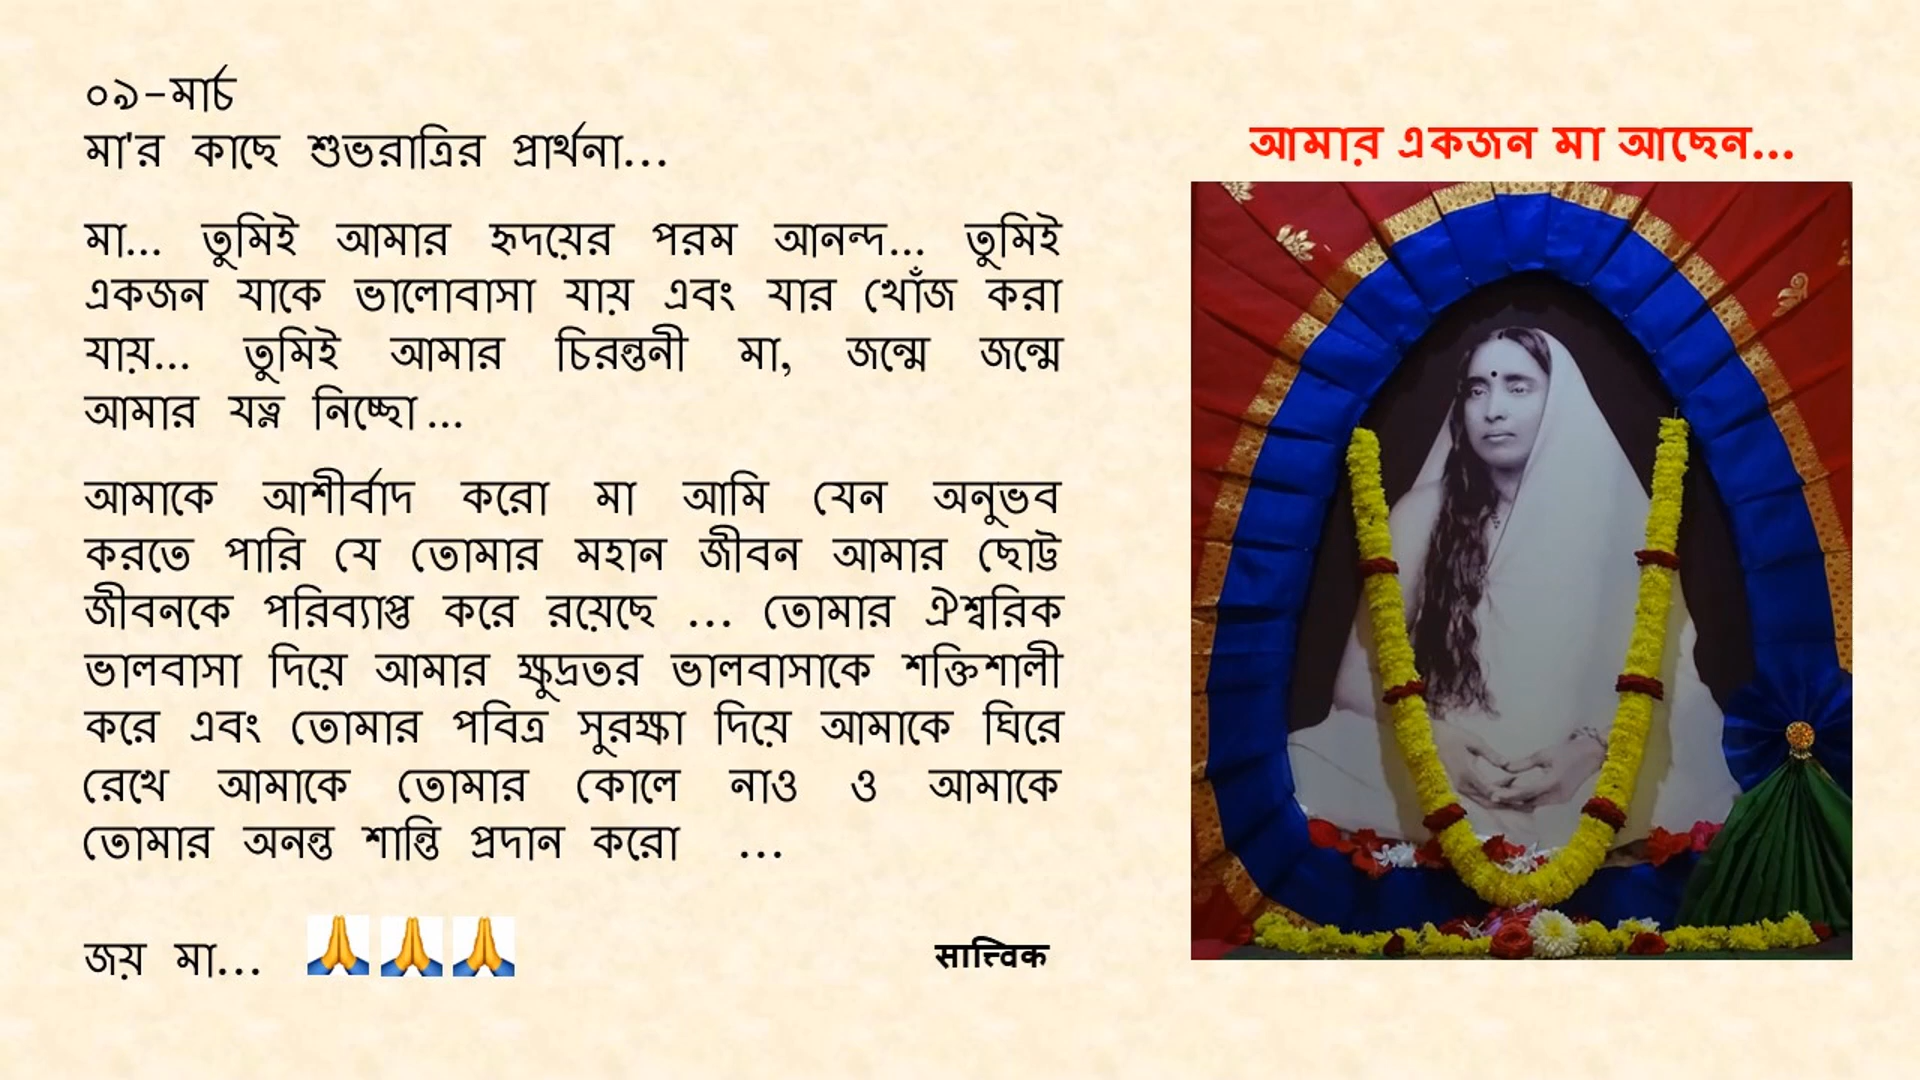 ০৯-মার্চ
মা'র কাছে শুভরাত্রির প্রার্থনা...
মা... তুমিই আমার হৃদয়ের পরম আনন্দ... তুমিই
একজন যাকে ভালোবাসা যায় এবং যার খোঁজ করা
যায়... তুমিই আমার চিরন্তনী মা, জন্মে জন্মে
আমার যত্ন নিচ্ছো ...
আমাকে আশীর্বাদ করো মা আমি যেন অনুভব
করতে পারি যে তোমার মহান জীবন আমার ছোট্ট
জীবনকে পরিব্যাপ্ত করে রয়েছে ... তোমার ঐশ্বরিক
ভালবাসা দিয়ে আমার ক্ষুদ্রতর ভালবাসাকে শক্তিশালী
করে এবং তোমার পবিত্র সুরক্ষা দিয়ে আমাকে ঘিরে
রেখে আমাকে তোমার কোলে নাও ও আমাকে
তোমার অনন্ত শান্তি প্রদান করো ...
জয় মা... 🙏🙏🙏
सात्त्विक
আমার একজন মা আছেন...